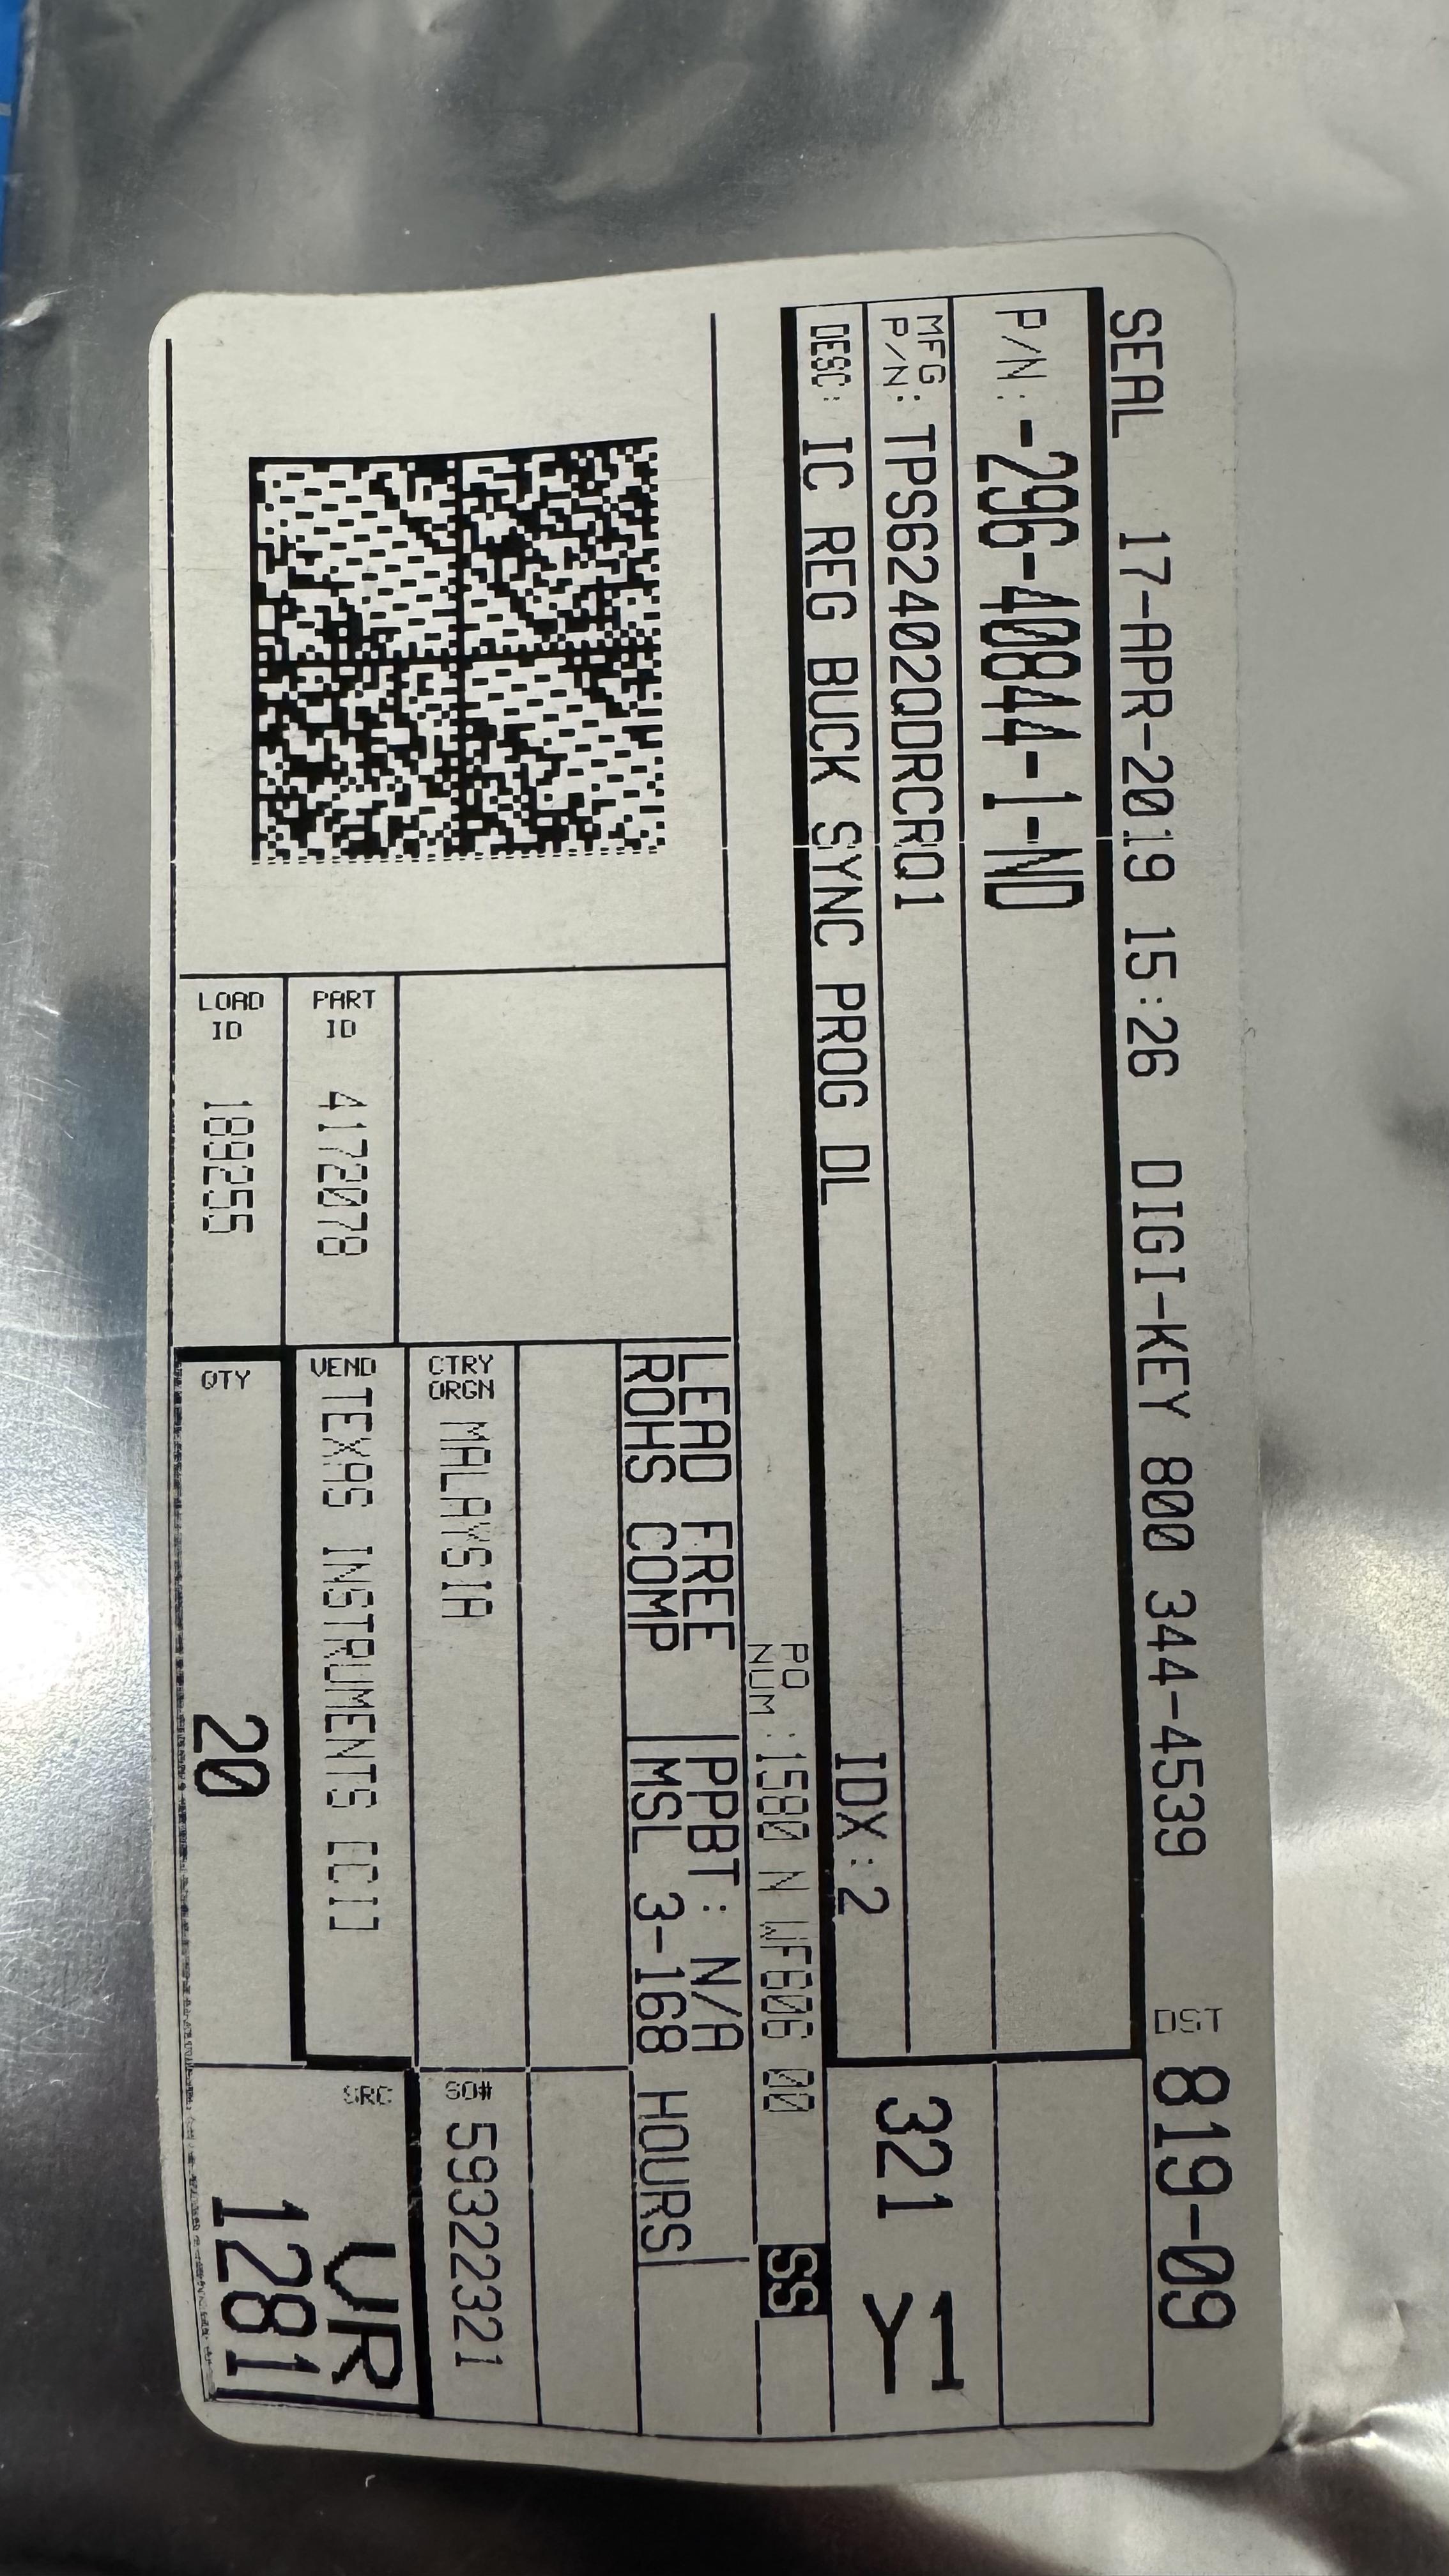 SEAL 17-APR-2019 15:26 DIGI-KEY 800 344-4539 DST 819-09
P/N: -296-40844-1-ND
MFG P/N: TPS62402QDRCRQ1
DESC: IC REG BUCK SYNC PROG DL IDX:2
321 Y1
PO NUM:1580 N WF606 00 SS
LEAD FREE
ROHS COMP
PPBT: N/A
MSL 3-168 HOURS
CTRY ORGN MALAYSIA
SO# 59322321
PART ID 4172078
VEND TEXAS INSTRUMENTS [CI]
LOAD ID 189255
QTY 20
SRC VR
1281